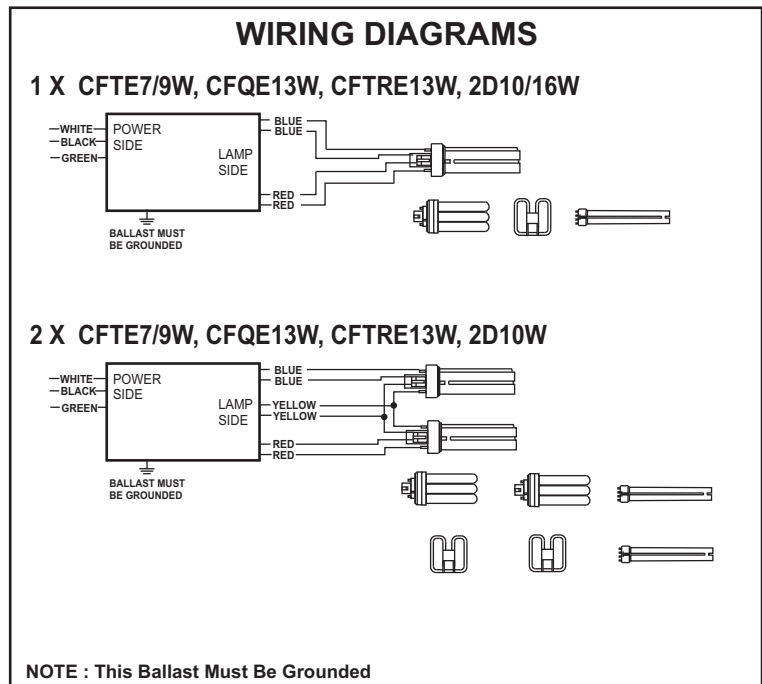 WIRING DIAGRAMS
1 X CFTE7/9W, CFQE13W, CFTRE13W, 2D10/16W
WHITE
BLACK
GREEN
POWER
SIDE
LAMP
SIDE
BLUE
BLUE
RED
RED
BALLAST MUST
BE GROUNDED
2 X CFTE7/9W, CFQE13W, CFTRE13W, 2D10W
WHITE
BLACK
GREEN
POWER
SIDE
LAMP
SIDE
BLUE
BLUE
YELLOW
YELLOW
RED
RED
BALLAST MUST
BE GROUNDED
NOTE : This Ballast Must Be Grounded